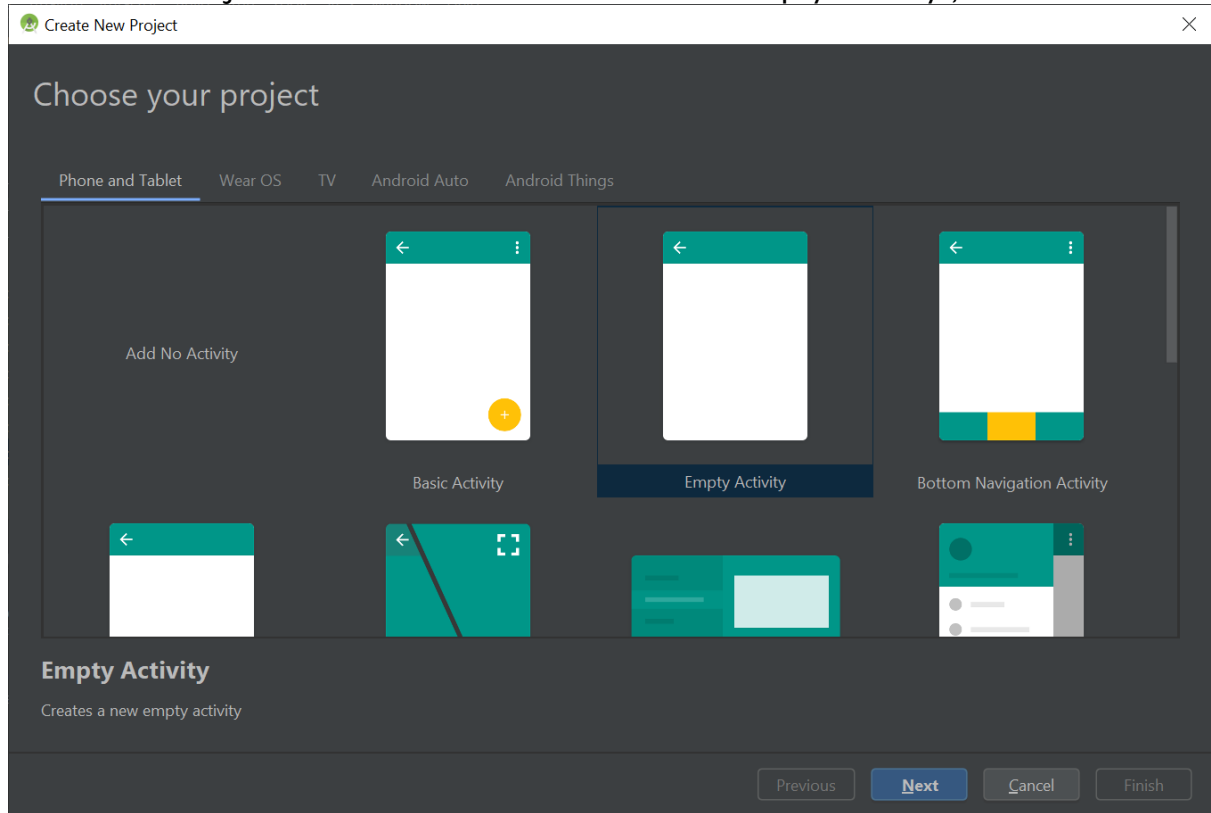 Create New Project
Choose your project
Phone and Tablet Wear OS TV Android Auto Android Things
Add No Activity
Basic Activity
Empty Activity
Bottom Navigation Activity
Empty Activity
Creates a new empty activity
Previous Next Cancel Finish